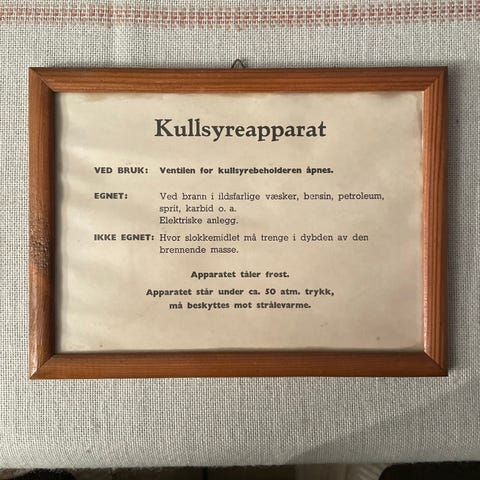 Kullsyreapparat
VED BRUK: Ventilen for kullsyrebeholderen åpnes.
EGNET: Ved brann i ildsfarlige væsker, bensin, petroleum,
sprit, karbid o. a.
Elektriske anlegg.
IKKE EGNET: Hvor slokkemidlet må trenge i dybden av den
brennende masse.
Apparatet tåler frost.
Apparatet står under ca. 50 atm. trykk,
må beskyttes mot strålevarme.